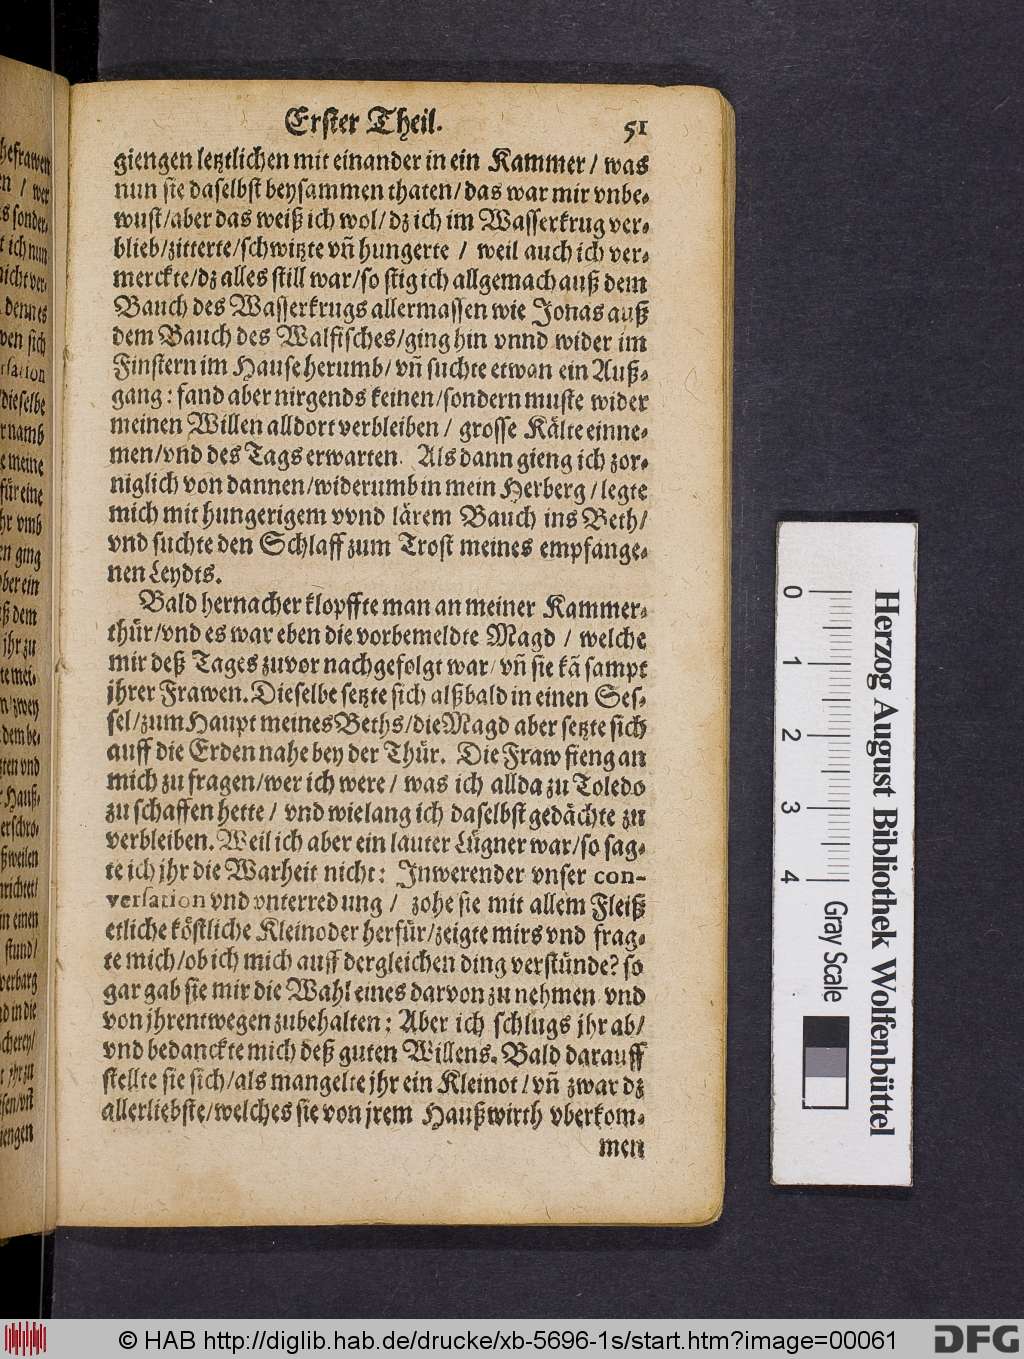 Erster Theil. 51
giengen letztlichen mit einander in ein Kammer / was
nun sie daselbst beysammen thaten / das war mir vnbe-
wust / aber das weiß ich wol / dz ich im Wasserkrug ver-
blieb / zitterte / schwitzte vn̄ hungerte / weil auch ich ver-
merckte / dz alles still war / so stig ich allgemach auß dem
Bauch des Wasserkrugs allermassen wie Jonas auß
dem Bauch des Walfisches / ging hin vnnd wider im
Finstern im Hause herumb / vn̄ suchte etwan ein Auß-
gang : fand aber nirgends keinen / sondern muste wider
meinen Willen alldort verbleiben / grosse Kälte einne-
men / vnd des Tags erwarten. Als dann gieng ich zor-
niglich von dannen / widerumb in mein Herberg / legte
mich mit hungerigem vvnd lärem Bauch ins Beth /
vnd suchte den Schlaff zum Trost meines empfange-
nen Leydts.
Bald hernacher klopffte man an meiner Kammer-
thür / vnd es war eben die vorbemeldte Magd / welche
mir deß Tages zuvor nachgefolgt war / vn̄ sie kā sampt
jhrer Frawen. Dieselbe setzte sich alßbald in einen Ses-
sel / zum Haupt meines Beths / die Magd aber setzte sich
auff die Erden nahe bey der Thür. Die Fraw fieng an
mich zu fragen / wer ich were / was ich allda zu Toledo
zu schaffen hette / vnd wielang ich daselbst gedächte zu
verbleiben. Weil ich aber ein lauter Lügner war / so sag-
te ich jhr die Warheit nicht : Inwerender vnser con-
versation vnd vnterredung / zohe sie mit allem Fleiß
etliche köstliche Kleinoder herfür / zeigte mirs vnd frag-
te mich / ob ich mich auff dergleichen ding verstünde? so
gar gab sie mir die Wahl eines darvon zu nehmen vnd
von jhrentwegen zubehalten : Aber ich schlugs jhr ab /
vnd bedanckte mich deß guten Willens. Bald darauff
stellte sie sich / als mangelte jhr ein Kleinot / vn̄ zwar dz
allerliebste / welches sie von jrem Haußwirth vberkom-
men
Herzog August Bibliothek Wolfenbüttel
0 1 2 3 4 Gray Scale
© HAB http://diglib.hab.de/drucke/xb-5696-1s/start.htm?image=00061
DFG